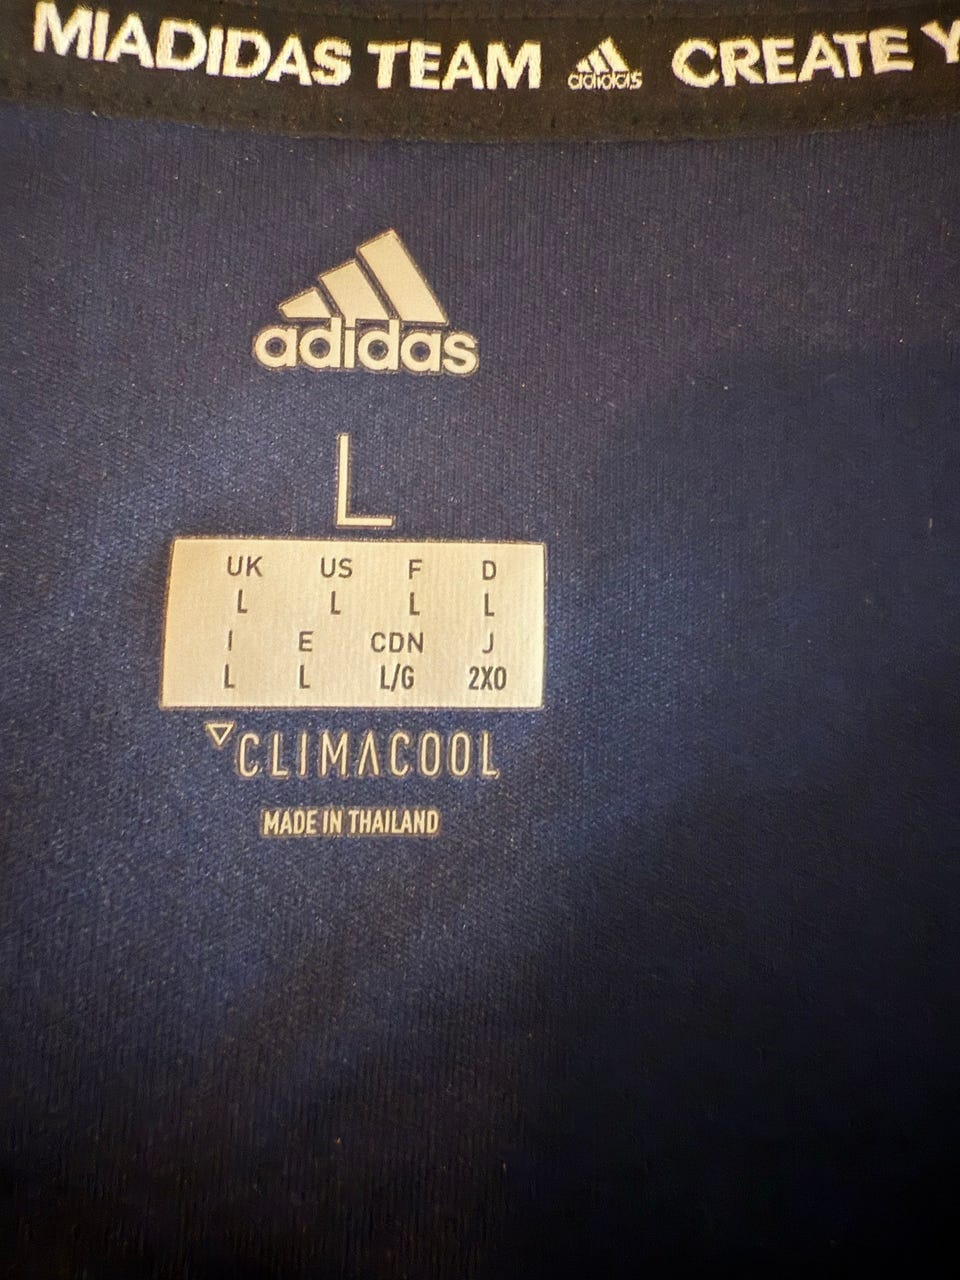 MIADIDAS TEAM adidas CREATE Y
adidas
L
UK US F D
L L L L
I E CDN J
L L L/G 2XO
CLIMACOOL
MADE IN THAILAND